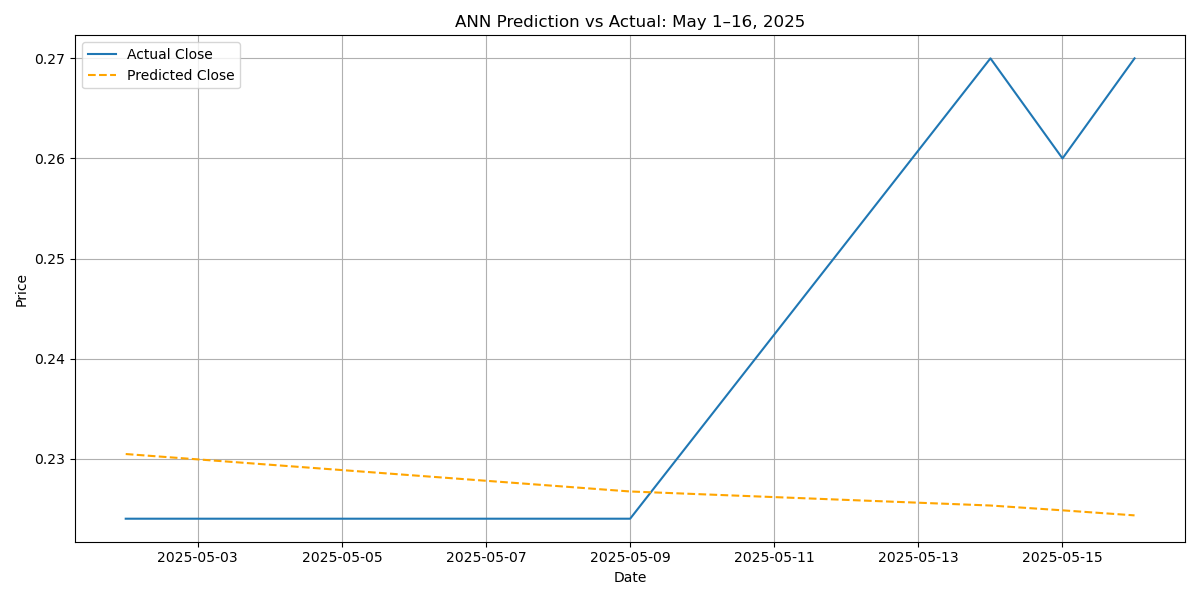 ANN Prediction vs Actual: May 1–16, 2025
Actual Close
Predicted Close
0.27
0.26
0.25
0.24
0.23
Price
2025-05-03
2025-05-05
2025-05-07
2025-05-09
2025-05-11
2025-05-13
2025-05-15
Date